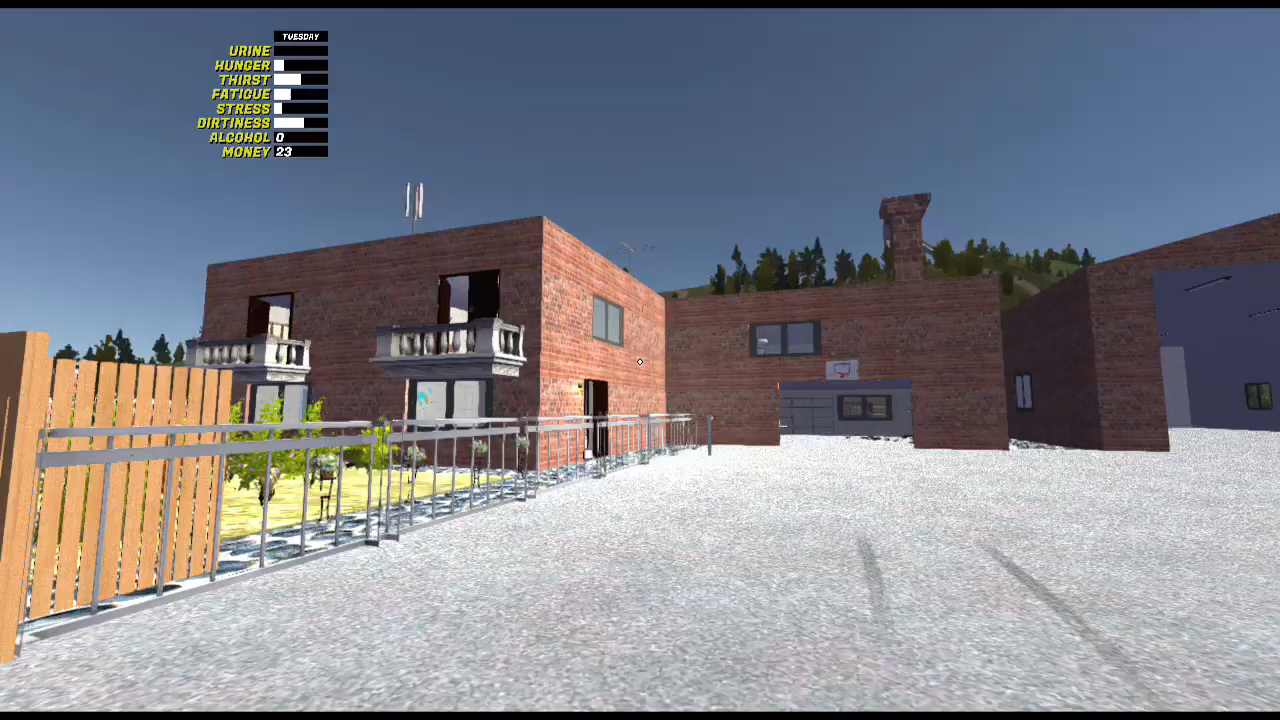 TUESDAY
URINE
HUNGER
THIRST
FATIGUE
STRESS
DIRTINESS
ALCOHOL 0
MONEY 23